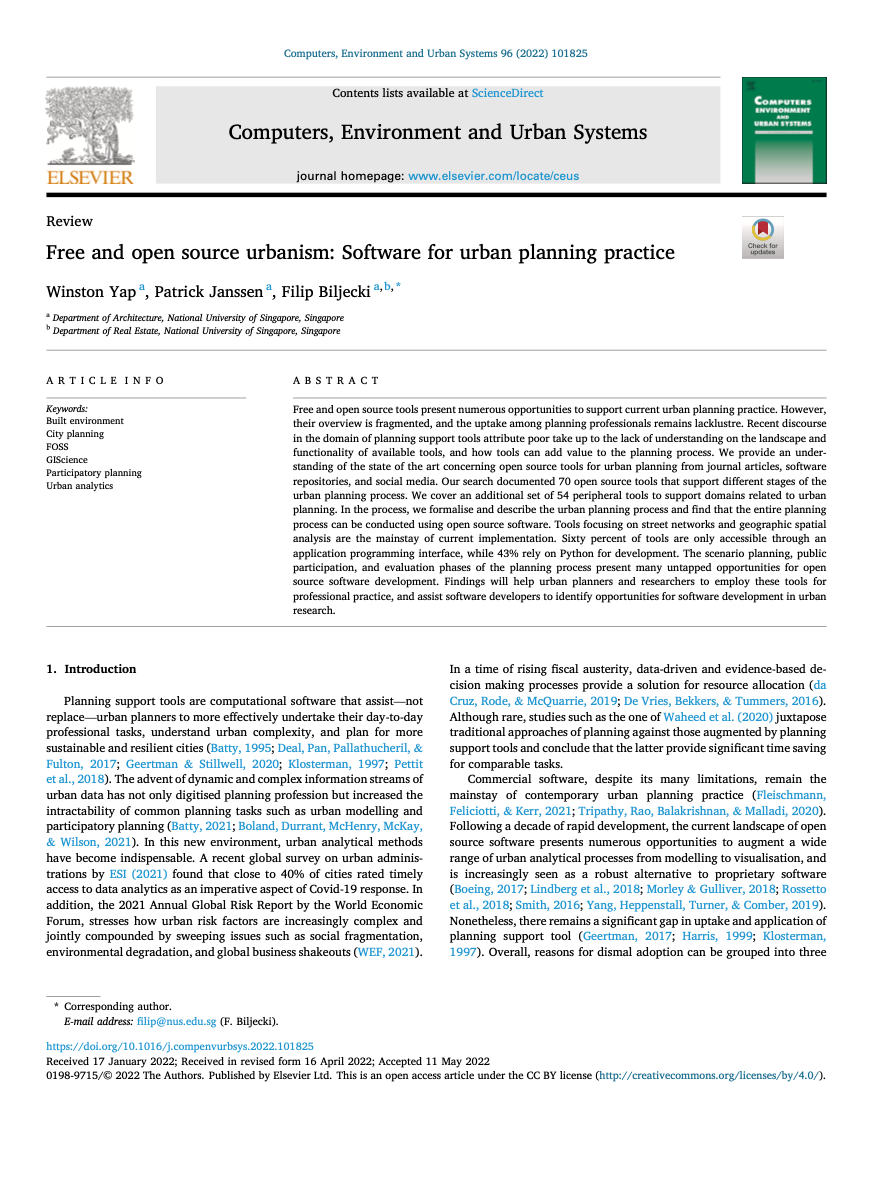 Computers, Environment and Urban Systems 96 (2022) 101825
ELSEVIER
Contents lists available at ScienceDirect
Computers, Environment and Urban Systems
journal homepage: www.elsevier.com/locate/ceus
COMPUTERS
ENVIRONMENT
AND
URBAN SYSTEMS
Review
Free and open source urbanism: Software for urban planning practice
Check for
updates
Winston Yap a, Patrick Janssen a, Filip Biljecki a,b,*
a Department of Architecture, National University of Singapore, Singapore
b Department of Real Estate, National University of Singapore, Singapore
ARTICLE INFO
Keywords:
Built environment
City planning
FOSS
GIScience
Participatory planning
Urban analytics
ABSTRACT
Free and open source tools present numerous opportunities to support current urban planning practice. However,
their overview is fragmented, and the uptake among planning professionals remains lacklustre. Recent discourse
in the domain of planning support tools attribute poor take up to the lack of understanding on the landscape and
functionality of available tools, and how tools can add value to the planning process. We provide an under-
standing of the state of the art concerning open source tools for urban planning from journal articles, software
repositories, and social media. Our search documented 70 open source tools that support different stages of the
urban planning process. We cover an additional set of 54 peripheral tools to support domains related to urban
planning. In the process, we formalise and describe the urban planning process and find that the entire planning
process can be conducted using open source software. Tools focusing on street networks and geographic spatial
analysis are the mainstay of current implementation. Sixty percent of tools are only accessible through an
application programming interface, while 43% rely on Python for development. The scenario planning, public
participation, and evaluation phases of the planning process present many untapped opportunities for open
source software development. Findings will help urban planners and researchers to employ these tools for
professional practice, and assist software developers to identify opportunities for software development in urban
research.
1. Introduction
Planning support tools are computational software that assist—not
replace—urban planners to more effectively undertake their day-to-day
professional tasks, understand urban complexity, and plan for more
sustainable and resilient cities (Batty, 1995; Deal, Pan, Pallathucheril, &
Fulton, 2017; Geertman & Stillwell, 2020; Klosterman, 1997; Pettit
et al., 2018). The advent of dynamic and complex information streams of
urban data has not only digitised planning profession but increased the
intractability of common planning tasks such as urban modelling and
participatory planning (Batty, 2021; Boland, Durrant, McHenry, McKay,
& Wilson, 2021). In this new environment, urban analytical methods
have become indispensable. A recent global survey on urban adminis-
trations by ESI (2021) found that close to 40% of cities rated timely
access to data analytics as an imperative aspect of Covid-19 response. In
addition, the 2021 Annual Global Risk Report by the World Economic
Forum, stresses how urban risk factors are increasingly complex and
jointly compounded by sweeping issues such as social fragmentation,
environmental degradation, and global business shakeouts (WEF, 2021).
In a time of rising fiscal austerity, data-driven and evidence-based de-
cision making processes provide a solution for resource allocation (da
Cruz, Rode, & McQuarrie, 2019; De Vries, Bekkers, & Tummers, 2016).
Although rare, studies such as the one of Waheed et al. (2020) juxtapose
traditional approaches of planning against those augmented by planning
support tools and conclude that the latter provide significant time saving
for comparable tasks.
Commercial software, despite its many limitations, remain the
mainstay of contemporary urban planning practice (Fleischmann,
Feliciotti, & Kerr, 2021; Tripathy, Rao, Balakrishnan, & Malladi, 2020).
Following a decade of rapid development, the current landscape of open
source software presents numerous opportunities to augment a wide
range of urban analytical processes from modelling to visualisation, and
is increasingly seen as a robust alternative to proprietary software
(Boeing, 2017; Lindberg et al., 2018; Morley & Gulliver, 2018; Rossetto
et al., 2018; Smith, 2016; Yang, Heppenstall, Turner, & Comber, 2019).
Nonetheless, there remains a significant gap in uptake and application of
planning support tool (Geertman, 2017; Harris, 1999; Klosterman,
1997). Overall, reasons for dismal adoption can be grouped into three
* Corresponding author.
E-mail address: filip@nus.edu.sg (F. Biljecki).
https://doi.org/10.1016/j.compenvurbsys.2022.101825
Received 17 January 2022; Received in revised form 16 April 2022; Accepted 11 May 2022
0198-9715/© 2022 The Authors. Published by Elsevier Ltd. This is an open access article under the CC BY license (http://creativecommons.org/licenses/by/4.0/).